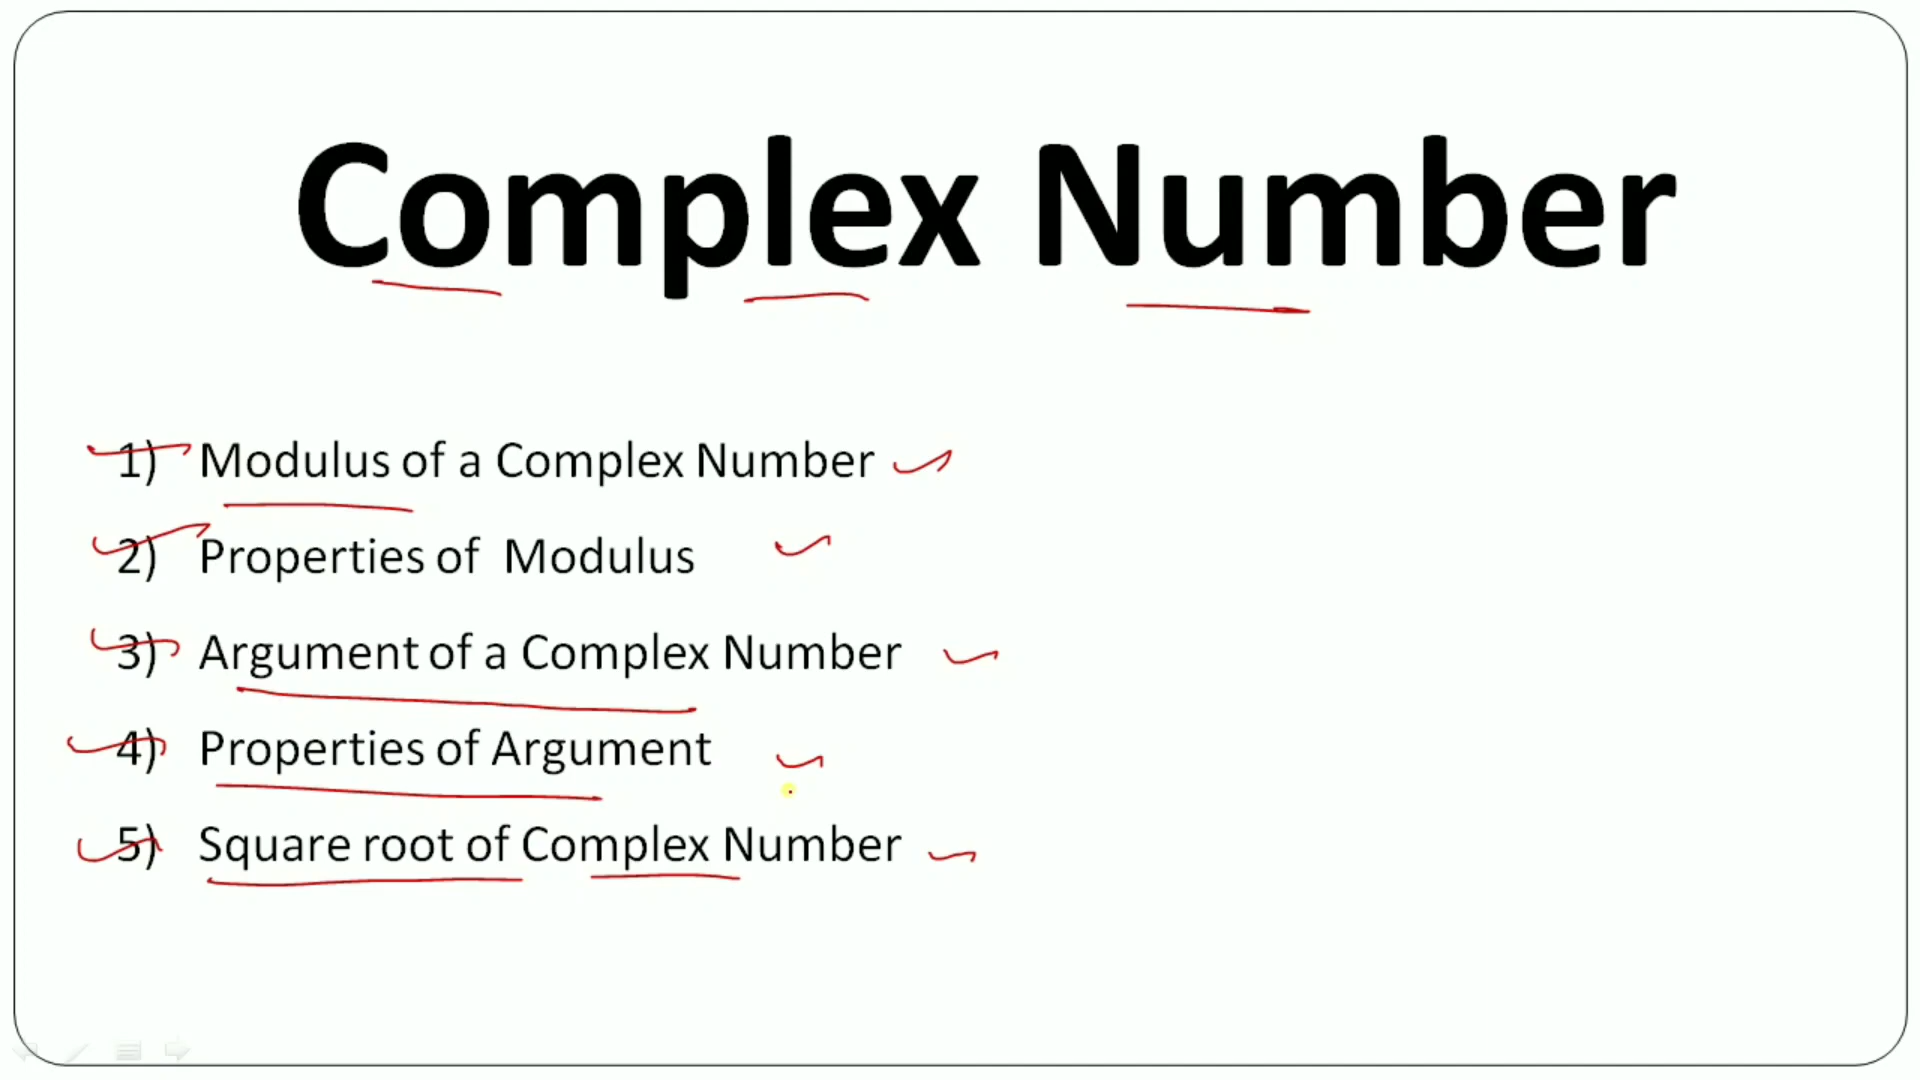 Complex Number
1) Modulus of a Complex Number
2) Properties of Modulus
3) Argument of a Complex Number
4) Properties of Argument
5) Square root of Complex Number